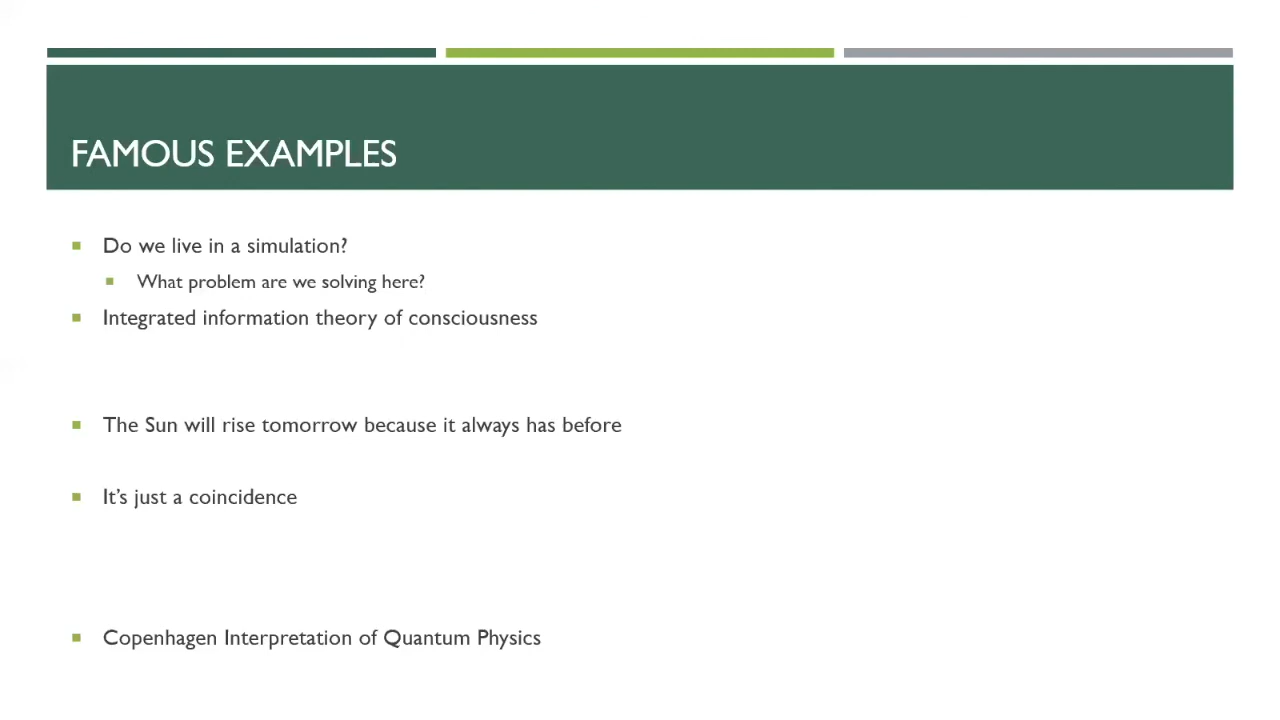 FAMOUS EXAMPLES
Do we live in a simulation?
What problem are we solving here?
Integrated information theory of consciousness
The Sun will rise tomorrow because it always has before
It's just a coincidence
Copenhagen Interpretation of Quantum Physics